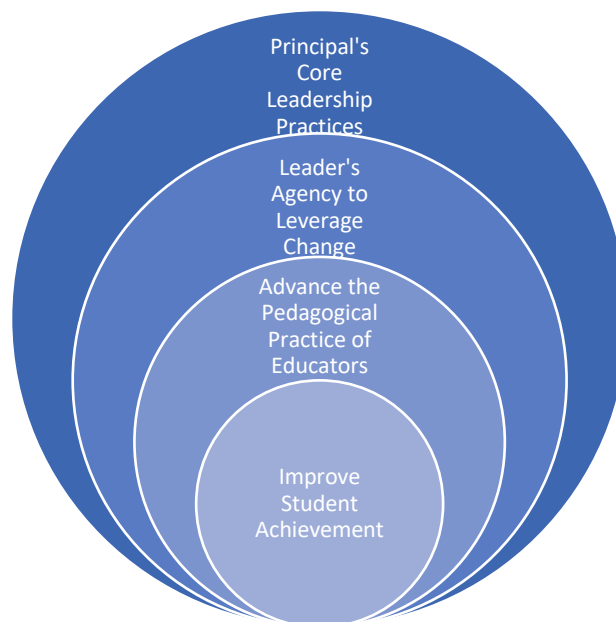 Principal's
Core
Leadership
Practices
Leader's
Agency to
Leverage
Change
Advance the
Pedagogical
Practice of
Educators
Improve
Student
Achievement